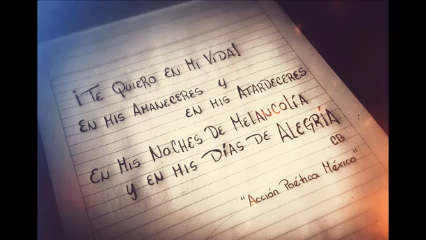 ¡TE QUIERO EN MI VIDA!
EN MIS AMANECERES Y
EN MIS ATARDECERES
EN MIS NOCHES DE MELANCOLÍA
Y EN MIS DÍAS DE ALEGRÍA
CB
"Acción Poética México"